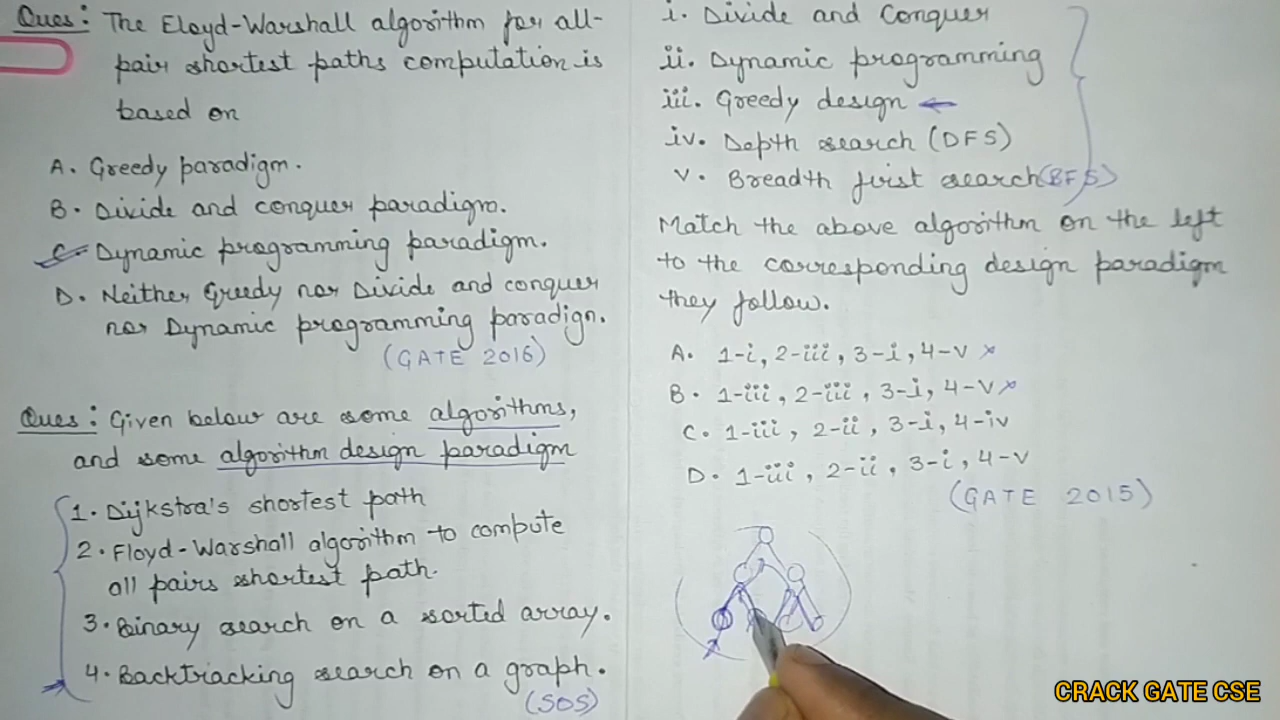 Ques: The Floyd-Warshall algorithm for all-
pair shortest paths computation is
based on
A. Greedy paradigm.
B. Divide and conquer paradigm.
C. Dynamic programming paradigm.
D. Neither Greedy nor Divide and conquer
nor Dynamic programming paradign.
(GATE 2016)
Ques: Given below are some algorithms,
and some algorithm design paradigm
1. Dijkstra's shortest path
2. Floyd-Warshall algorithm to compute
all pairs shortest path.
3. Binary search on a sorted array.
4. Backtracking search on a graph.
(SOS)
i. Divide and Conquer
ii. Dynamic programming
iii. Greedy design
iv. Depth search (DFS)
v. Breadth first search (BFS)
Match the above algorithm on the left
to the corresponding design paradigm
they follow.
A. 1-i, 2-iii, 3-i, 4-v x
B. 1-iii, 2-iii, 3-i, 4-v x
C. 1-iii, 2-ii, 3-i, 4-iv
D. 1-iii, 2-ii, 3-i, 4-v
(GATE 2015)
CRACK GATE CSE